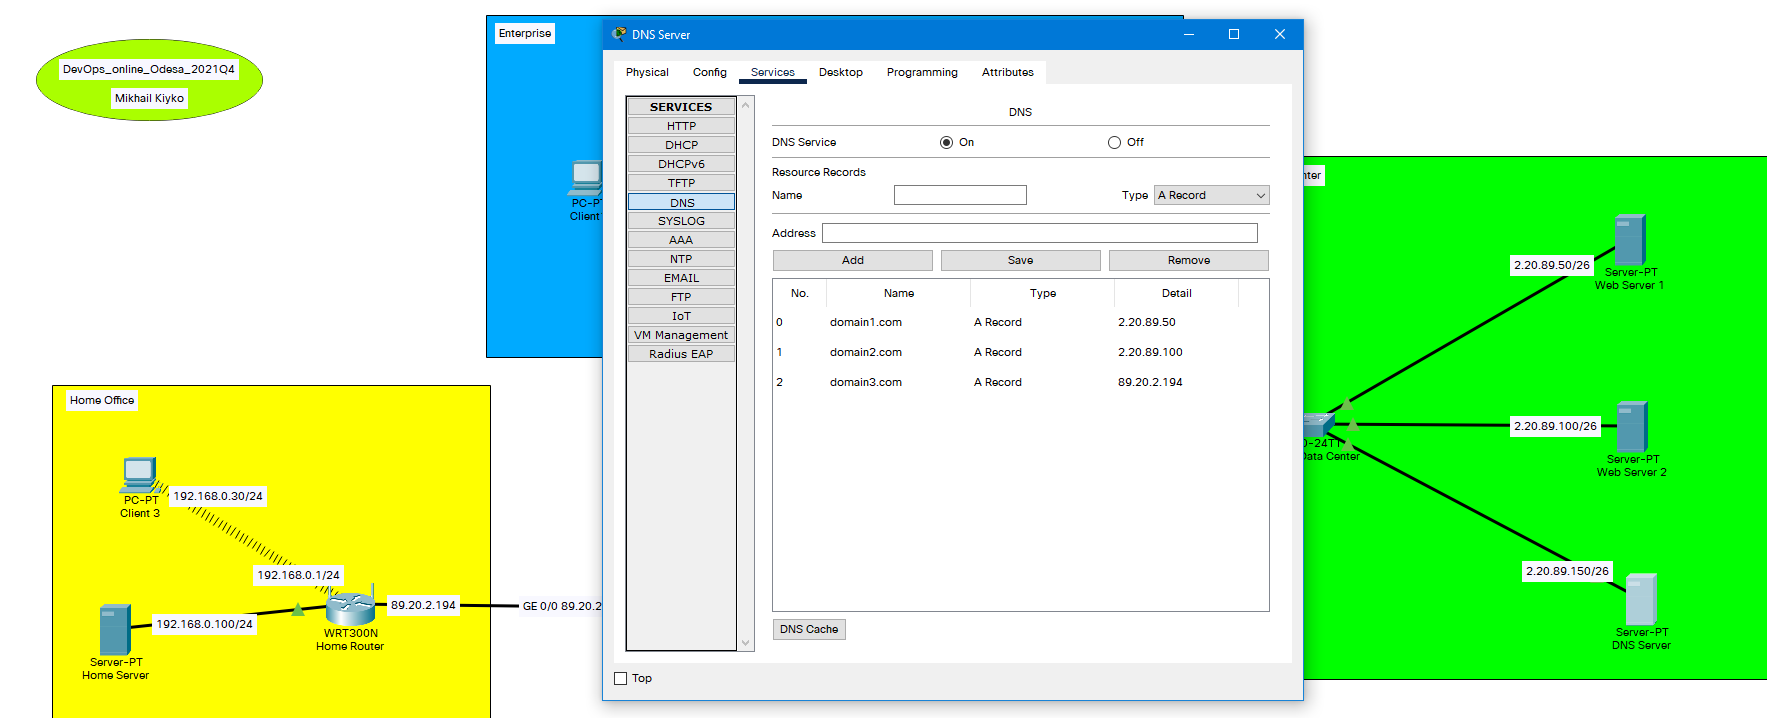 DevOps_online_Odesa_2021Q4
Mikhail Kiyko
Enterprise
PC-PT
Client
DNS Server
Physical Config Services Desktop Programming Attributes
SERVICES
HTTP
DHCP
DHCPv6
TFTP
DNS
SYSLOG
AAA
NTP
EMAIL
FTP
IoT
VM Management
Radius EAP
DNS
DNS Service On Off
Resource Records
Name Type A Record
Address
Add Save Remove
No. Name Type Detail
0 domain1.com A Record 2.20.89.50
1 domain2.com A Record 2.20.89.100
2 domain3.com A Record 89.20.2.194
DNS Cache
Top
Home Office
PC-PT
Client 3
192.168.0.30/24
192.168.0.1/24
192.168.0.100/24
Server-PT
Home Server
WRT300N
Home Router
89.20.2.194
GE 0/0 89.20.2
nter
2.20.89.50/26
Server-PT
Web Server 1
2.20.89.100/26
Server-PT
Web Server 2
0-24TT
Data Center
2.20.89.150/26
Server-PT
DNS Server